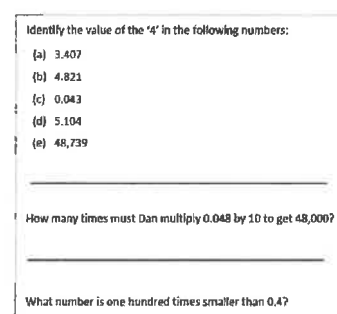 Identify the value of the '4' in the following numbers:
(a) 3.407
(b) 4.821
(c) 0.043
(d) 5.104
(e) 48,739
How many times must Dan multiply 0.048 by 10 to get 48,000?
What number is one hundred times smaller than 0.4?